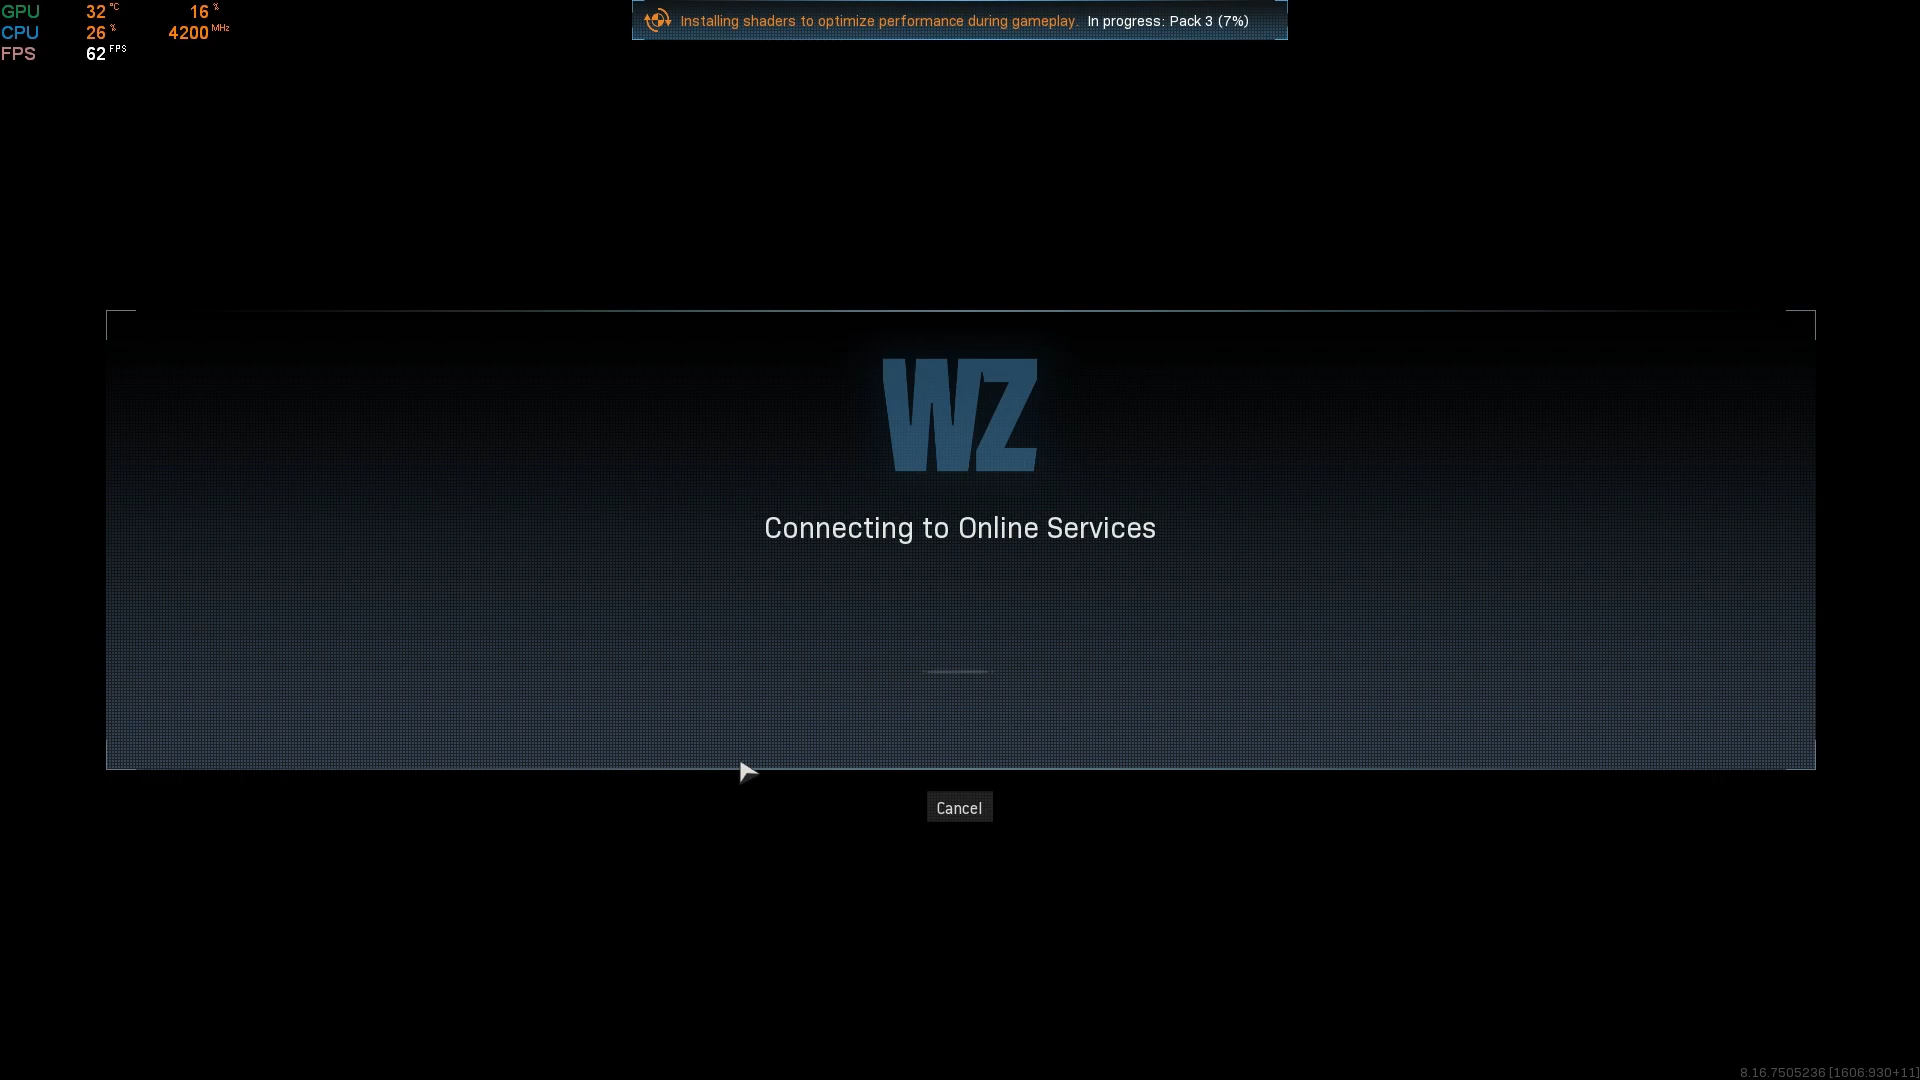 GPU 32 °C 16 %
CPU 26 % 4200 MHz
FPS 62 FPS
Installing shaders to optimize performance during gameplay. In progress: Pack 3 (7%)
WZ
Connecting to Online Services
Cancel
8.16.7505236 [1606:930+11]